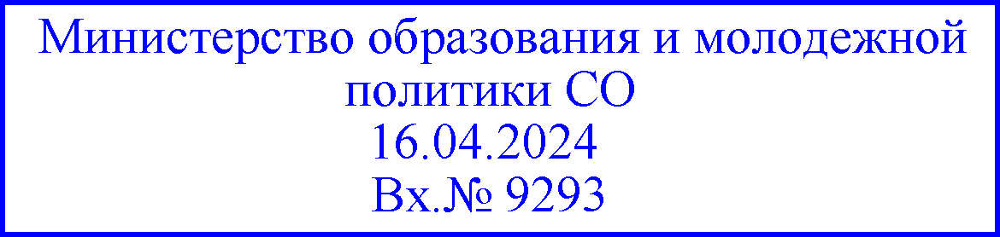 Министерство образования и молодежной
политики СО
16.04.2024
Вх.№ 9293